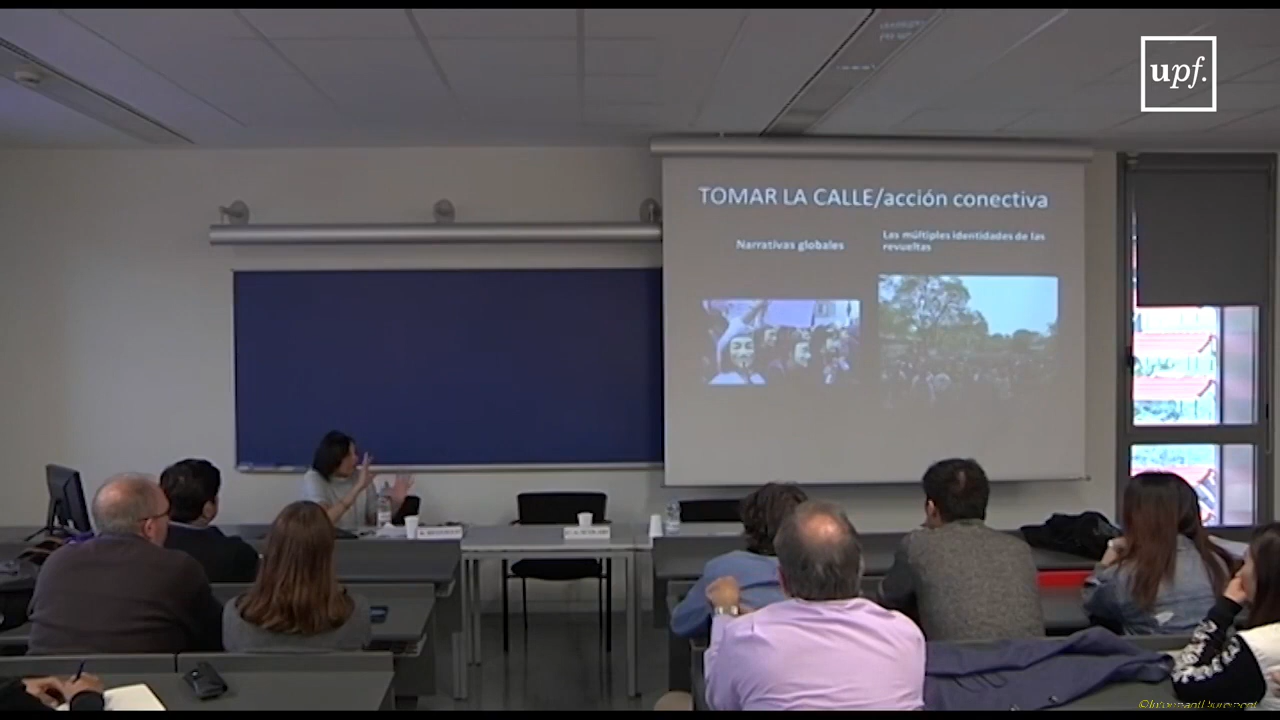 upf.
TOMAR LA CALLE/acción conectiva
Narrativas globales
Las múltiples identidades de las
revueltas